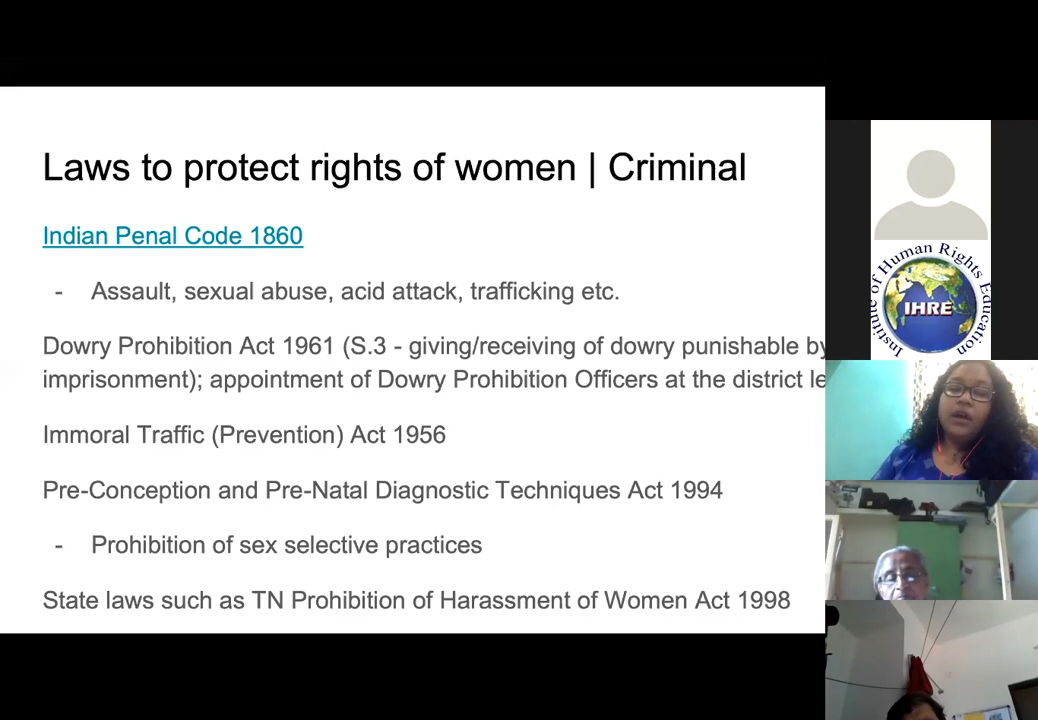 Laws to protect rights of women | Criminal
Indian Penal Code 1860
- Assault, sexual abuse, acid attack, trafficking etc.
Dowry Prohibition Act 1961 (S.3 - giving/receiving of dowry punishable by
imprisonment); appointment of Dowry Prohibition Officers at the district le
Immoral Traffic (Prevention) Act 1956
Pre-Conception and Pre-Natal Diagnostic Techniques Act 1994
- Prohibition of sex selective practices
State laws such as TN Prohibition of Harassment of Women Act 1998
Institute of Human Rights Education
IHRE